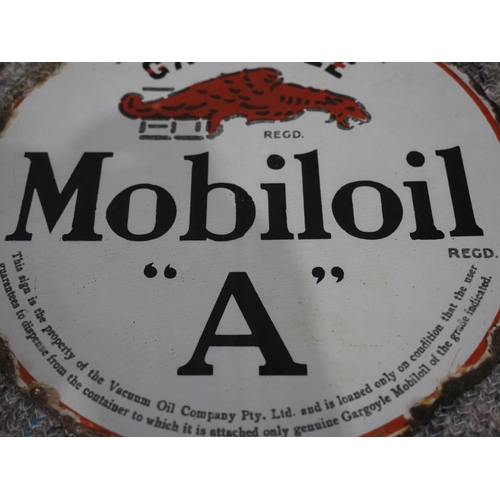 GARGOYLE
REGD.
Mobiloil
REGD.
“A”
This sign is the property of the Vacuum Oil Company Pty. Ltd. and is loaned only on condition that the user
guarantees to dispense from the container to which it is attached only genuine Gargoyle Mobiloil of the grade indicated.